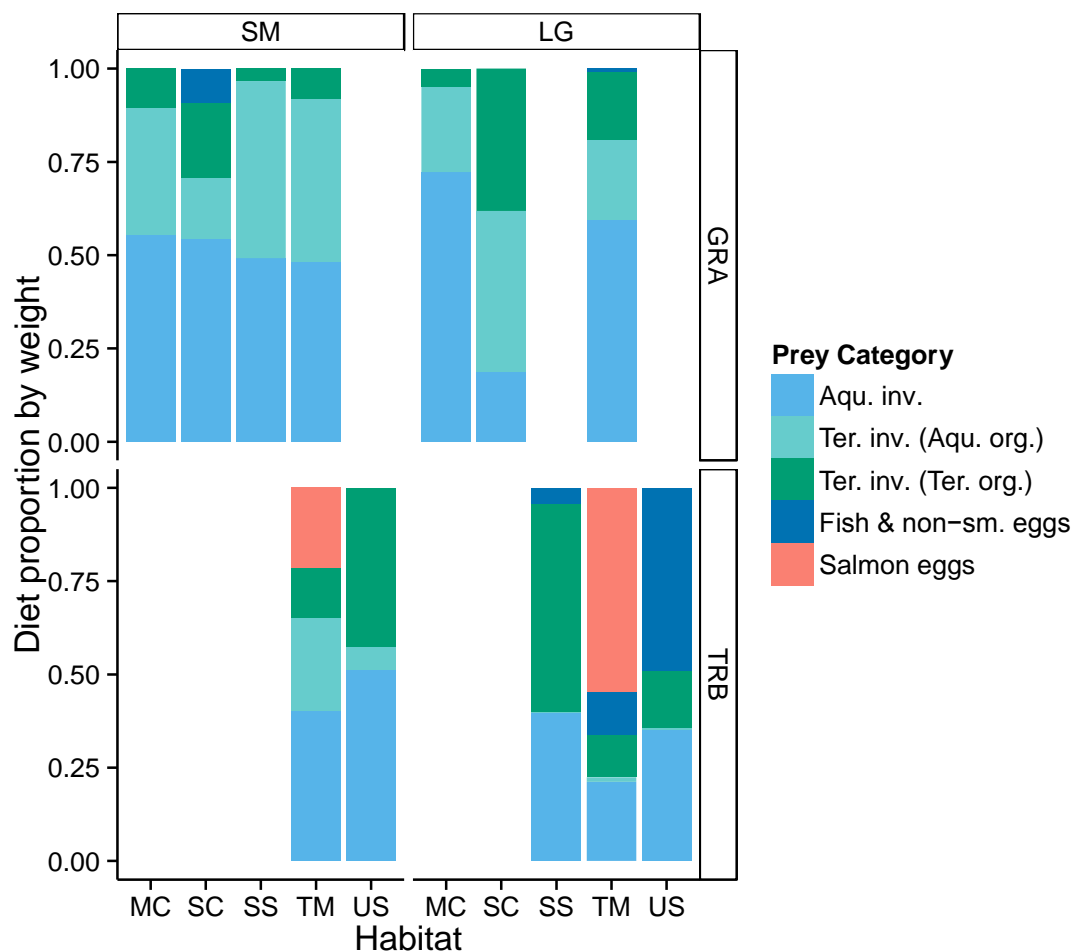 SM LG
1.00
0.75
0.50
0.25
0.00
GRA
1.00
0.75
0.50
0.25
0.00
TRB
Diet proportion by weight
MC SC SS TM US MC SC SS TM US
Habitat
Prey Category
Aqu. inv.
Ter. inv. (Aqu. org.)
Ter. inv. (Ter. org.)
Fish & non−sm. eggs
Salmon eggs